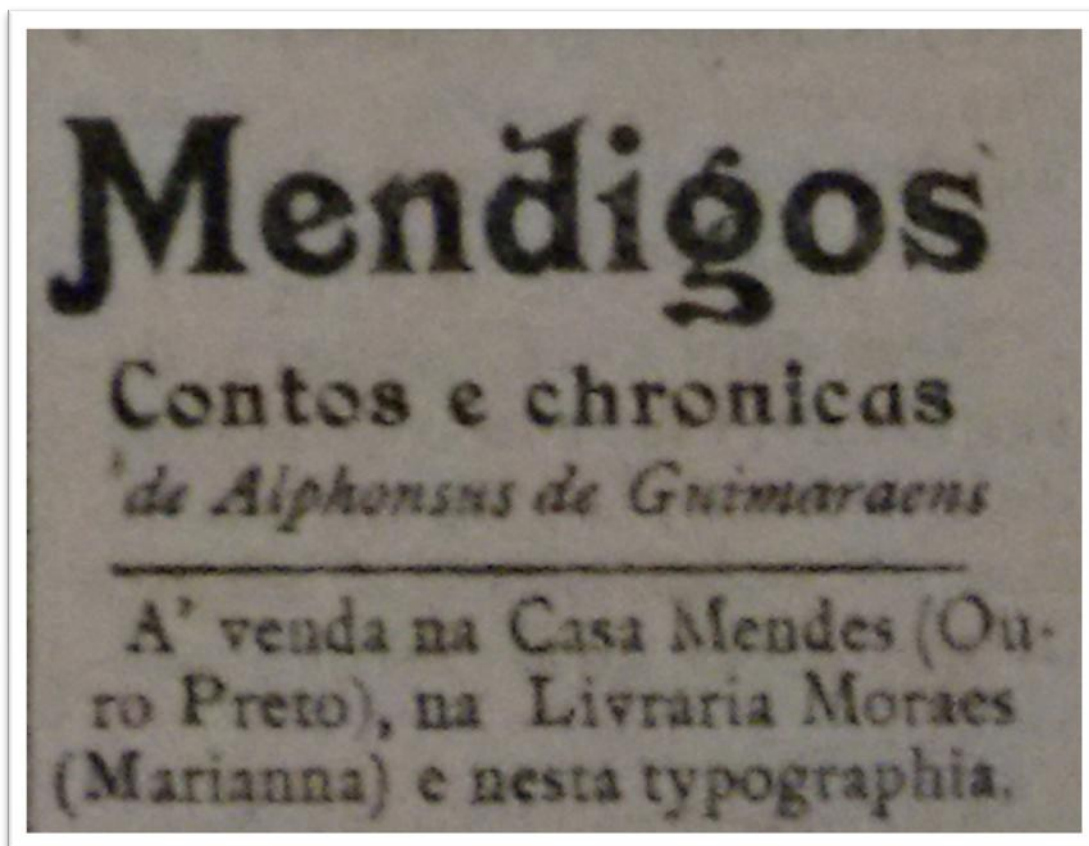 Mendigos
Contos e chronicas
de Alphonsus de Guimaraens
A' venda na Casa Mendes (Ou-
ro Preto), na Livraria Moraes
(Marianna) e nesta typographia.